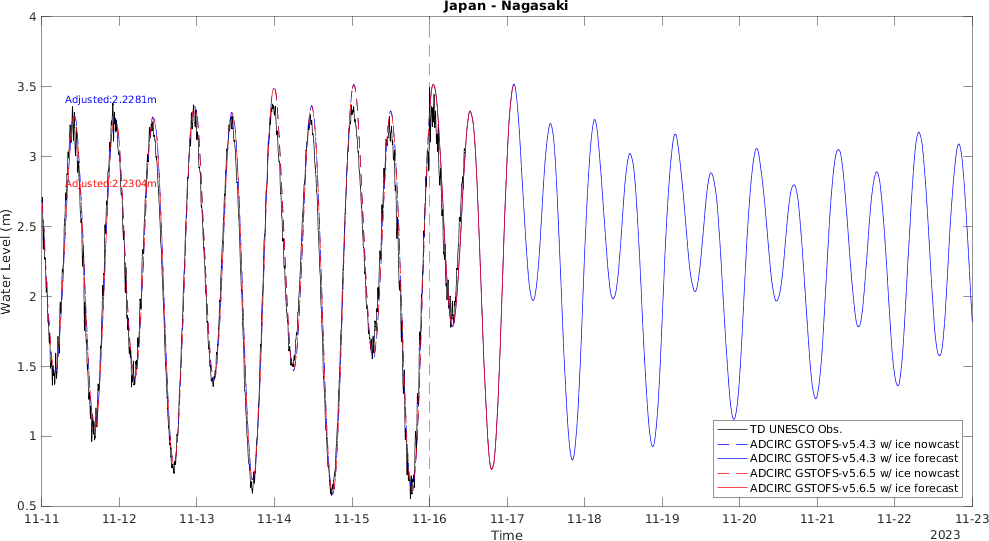 Japan - Nagasaki
4
3.5
3
2.5
2
1.5
1
0.5
Water Level (m)
Adjusted:2.2281m
Adjusted:2.2304m
TD UNESCO Obs.
ADCIRC GSTOFS-v5.4.3 w/ ice nowcast
ADCIRC GSTOFS-v5.4.3 w/ ice forecast
ADCIRC GSTOFS-v5.6.5 w/ ice nowcast
ADCIRC GSTOFS-v5.6.5 w/ ice forecast
11-11 11-12 11-13 11-14 11-15 11-16 11-17 11-18 11-19 11-20 11-21 11-22 11-23
Time
2023